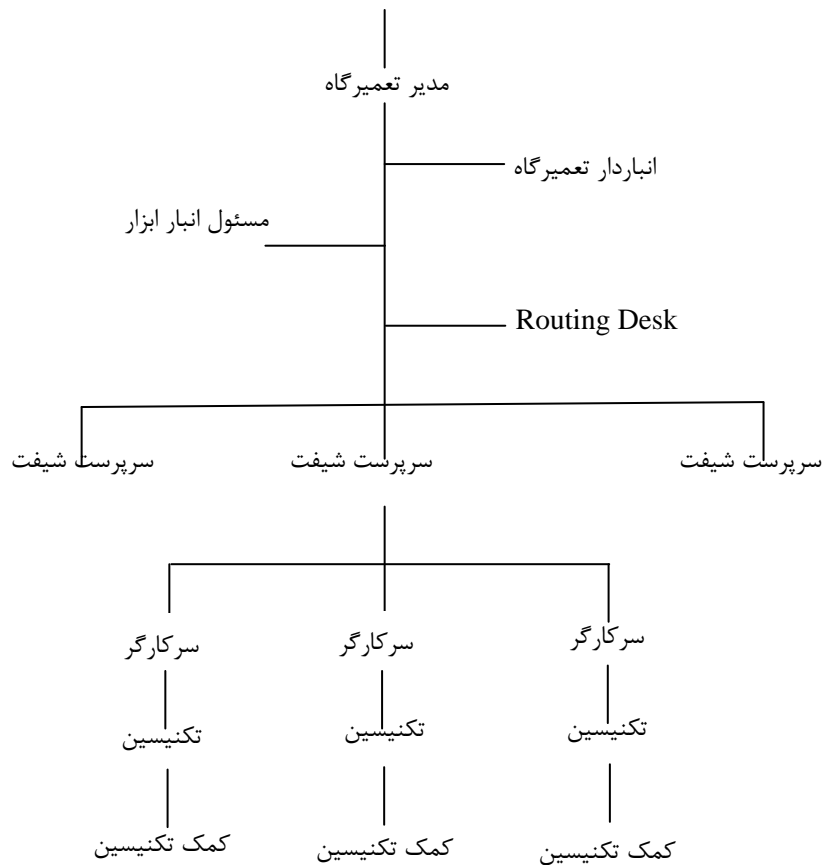 مدیر تعمیرگاه
انباردار تعمیرگاه
مسئول انبار ابزار
Routing Desk
سرپرست شیفت
سرپرست شیفت
سرپرست شیفت
سرکارگر
سرکارگر
سرکارگر
تکنیسین
تکنیسین
تکنیسین
کمک تکنیسین
کمک تکنیسین
کمک تکنیسین